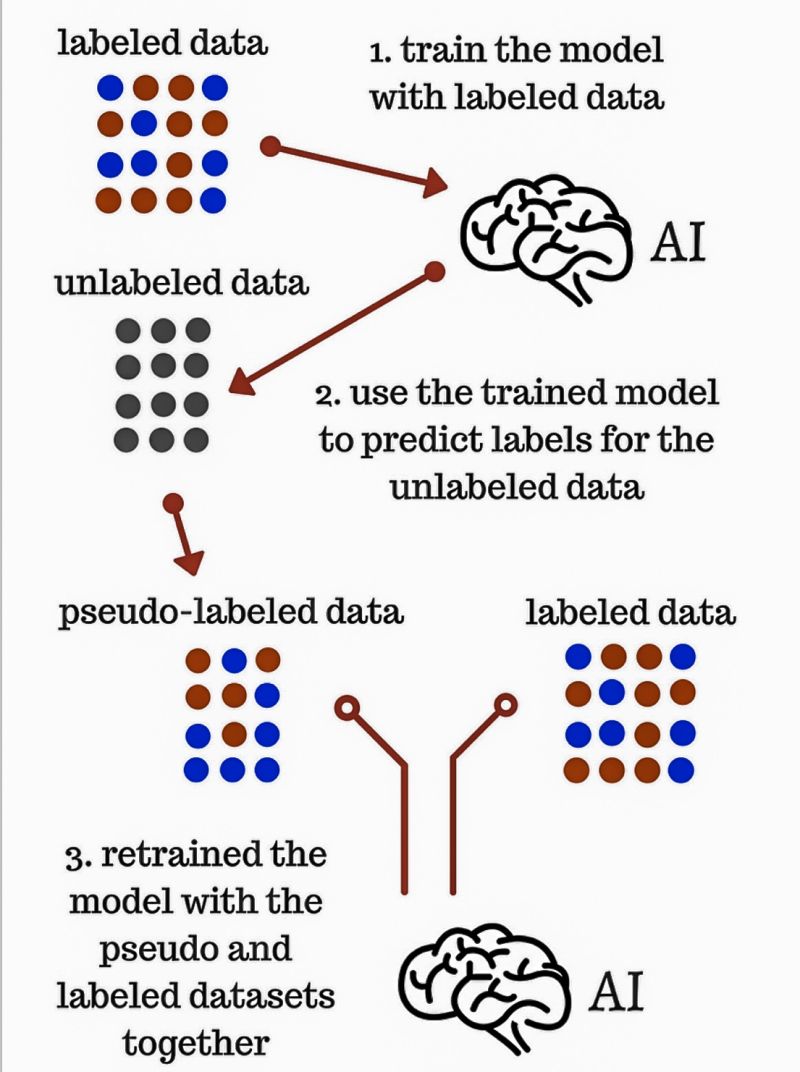 labeled data
1. train the model
with labeled data
AI
unlabeled data
2. use the trained model
to predict labels for the
unlabeled data
pseudo-labeled data
labeled data
3. retrained the
model with the
pseudo and
labeled datasets
together
AI